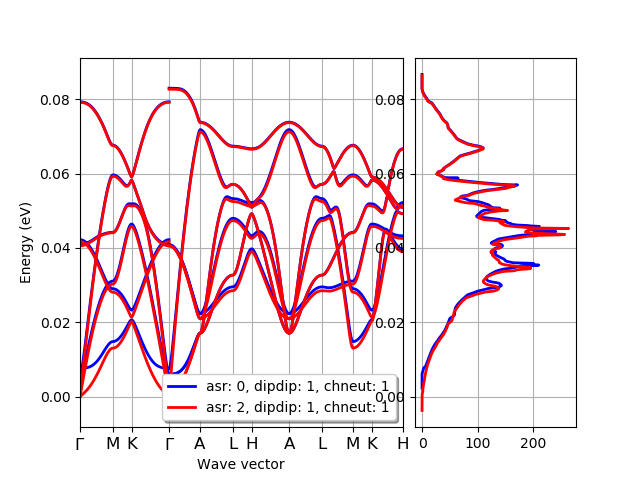 Energy (eV)
0.08
0.06
0.04
0.02
0.00
Γ M K Γ A L H A L M K H
Wave vector
asr: 0, dipdip: 1, chneut: 1
asr: 2, dipdip: 1, chneut: 1
0.08
0.06
0.04
0.02
0.00
0 100 200